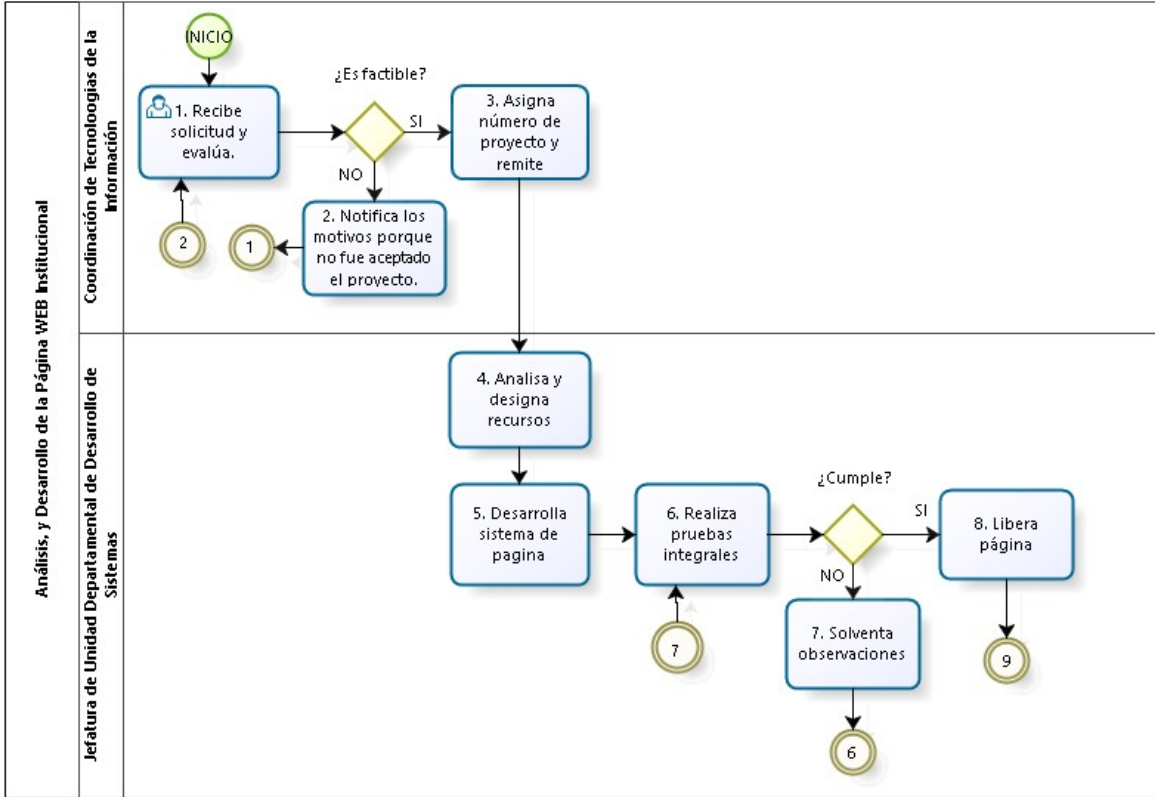 Análisis, y Desarrollo de la Página WEB Institucional
Coordinación de Tecnoloogias de la
Información
INICIO
1. Recibe
solicitud y
evalúa.
¿Es factible?
SI
NO
3. Asigna
número de
proyecto y
remite
2. Notifica los
motivos porque
no fue aceptado
el proyecto.
1
2
Jefatura de Unidad Departamental de Desarrollo de
Sistemas
4. Analisa y
designa
recursos
5. Desarrolla
sistema de
pagina
6. Realiza
pruebas
integrales
7
¿Cumple?
SI
NO
8. Libera
página
9
7. Solventa
observaciones
6